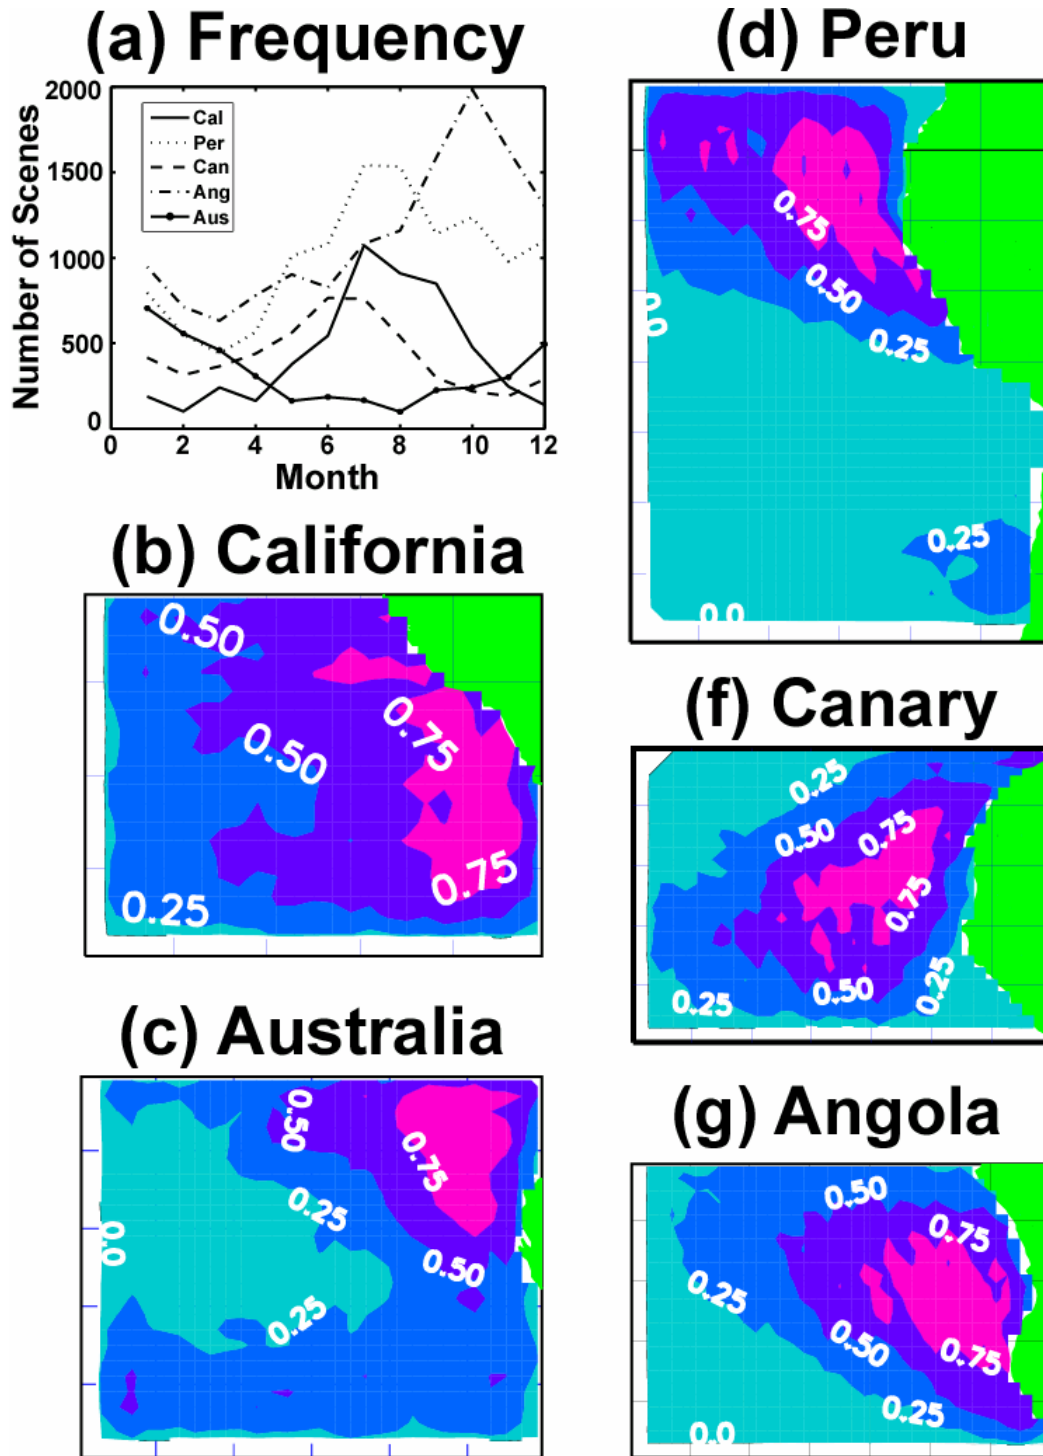 (a) Frequency
2000
1500
1000
500
0
Number of Scenes
Cal
Per
Can
Ang
Aus
0 2 4 6 8 10 12
Month
(b) California
0.50
0.75
0.50
0.75
0.25
(c) Australia
0.50
0.75
0.25
0.0
0.50
0.25
(d) Peru
0.75
0.50
0.0
0.25
0.25
0.0
(f) Canary
0.25
0.50
0.75
0.75
0.25
0.50
0.25
(g) Angola
0.50
0.75
0.25
0.50
0.75
0.25
0.0